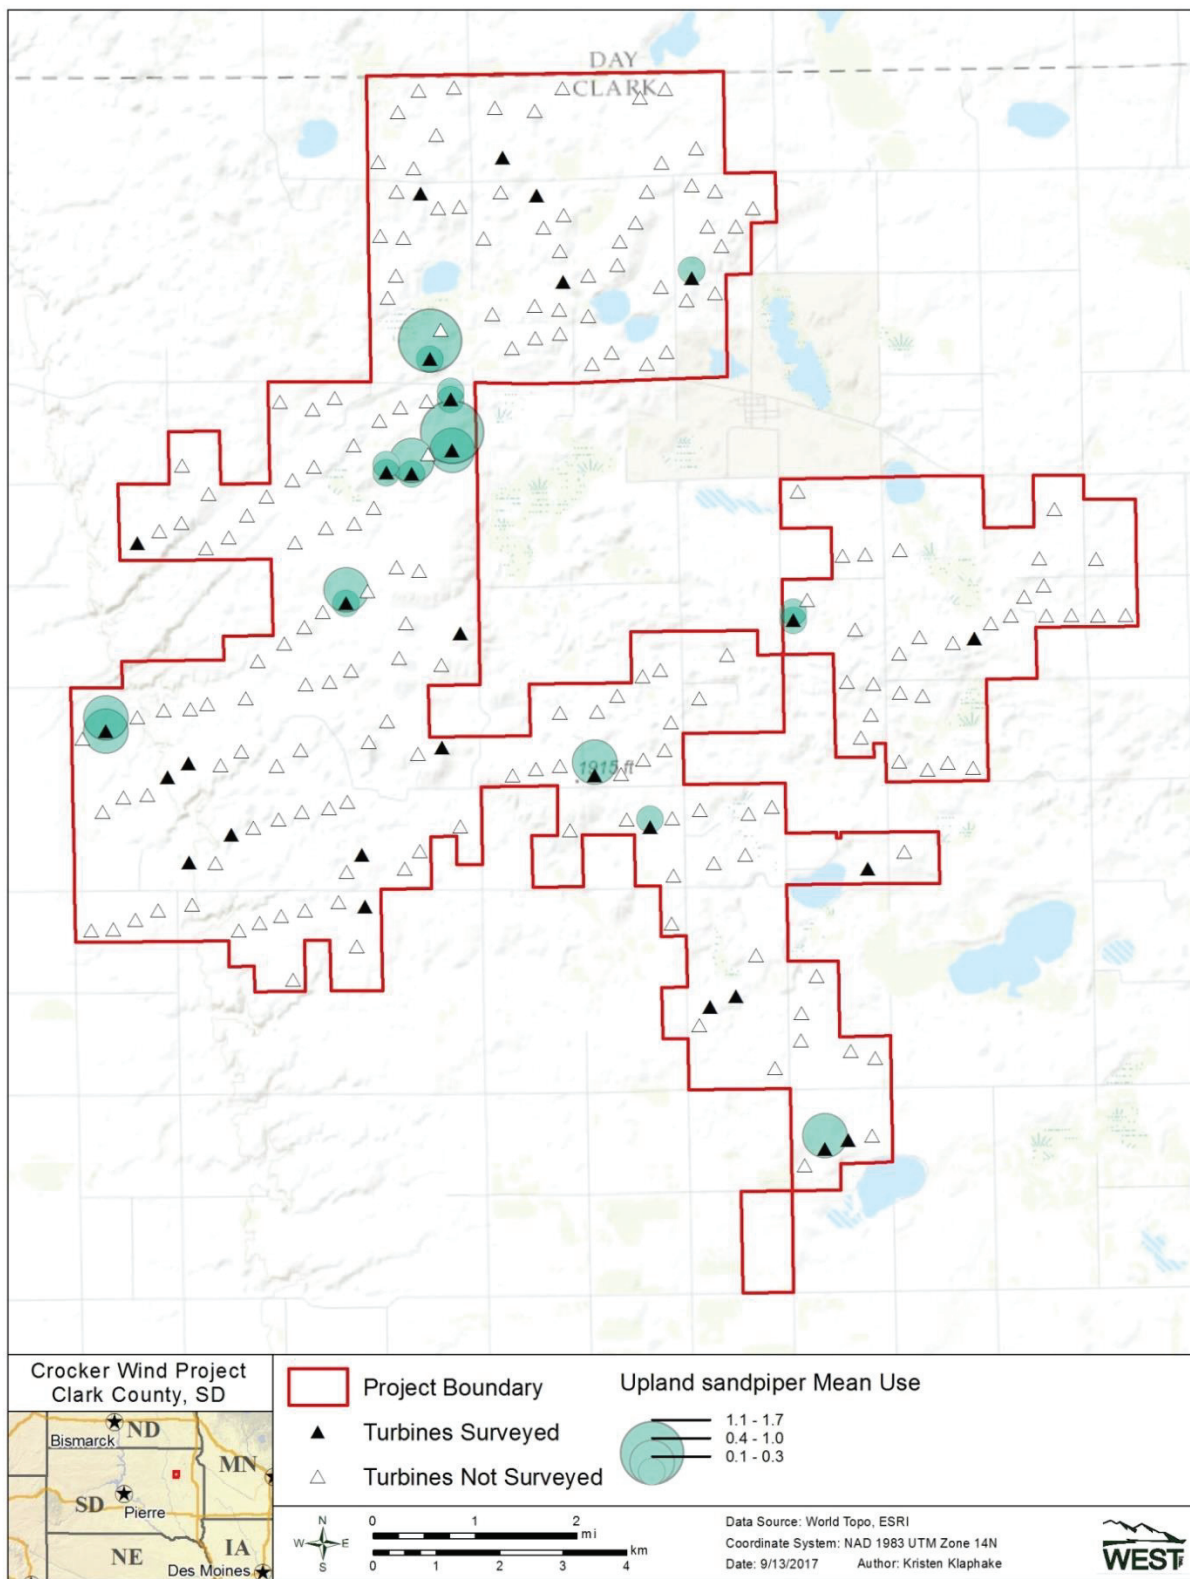 DAY
CLARK
1915 ft
Crocker Wind Project
Clark County, SD
ND
Bismarck
MN
SD
Pierre
NE
IA
Des Moines
Project Boundary
Turbines Surveyed
Turbines Not Surveyed
Upland sandpiper Mean Use
1.1 - 1.7
0.4 - 1.0
0.1 - 0.3
N
W E
S
0 1 2
mi
0 1 2 3 4
km
Data Source: World Topo, ESRI
Coordinate System: NAD 1983 UTM Zone 14N
Date: 9/13/2017 Author: Kristen Klaphake
WEST